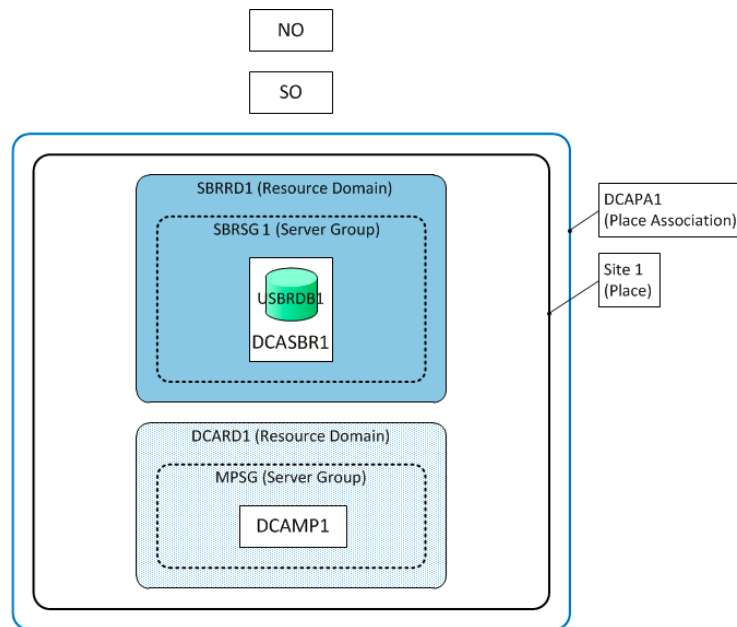 NO
SO
SBRRD1 (Resource Domain)
SBRSG 1 (Server Group)
USBRDB1
DCASBR1
DCARD1 (Resource Domain)
MPSG (Server Group)
DCAMP1
DCAPA1
(Place Association)
Site 1
(Place)